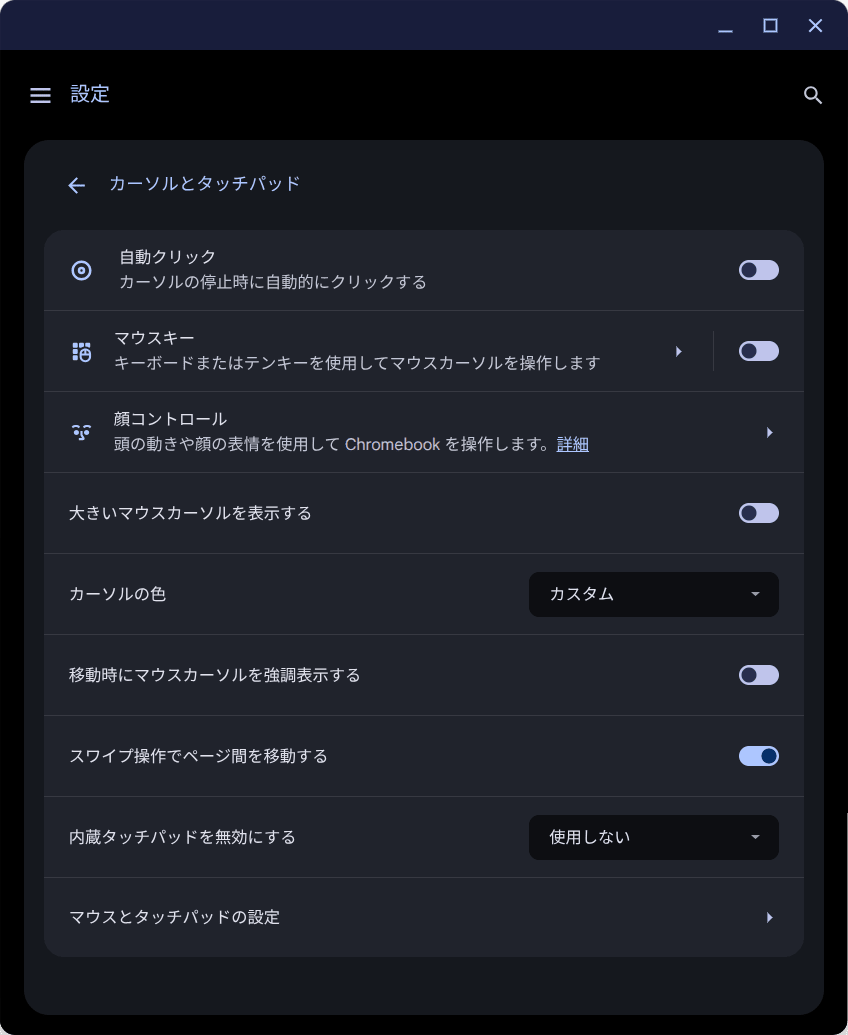 設定
カーソルとタッチパッド
自動クリック
カーソルの停止時に自動的にクリックする
マウスキー
キーボードまたはテンキーを使用してマウスカーソルを操作します
顔コントロール
頭の動きや顔の表情を使用して Chromebook を操作します。詳細
大きいマウスカーソルを表示する
カーソルの色
カスタム
移動時にマウスカーソルを強調表示する
スワイプ操作でページ間を移動する
内蔵タッチパッドを無効にする
使用しない
マウスとタッチパッドの設定